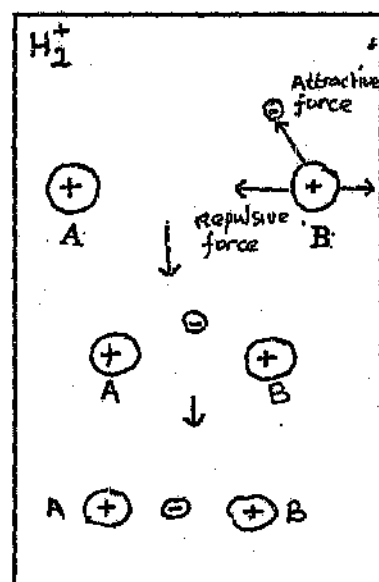 H₂⁺
Attractive
force
⊖
+ +
A Repulsive B
force
⊖
+ +
A B
A + ⊖ + B